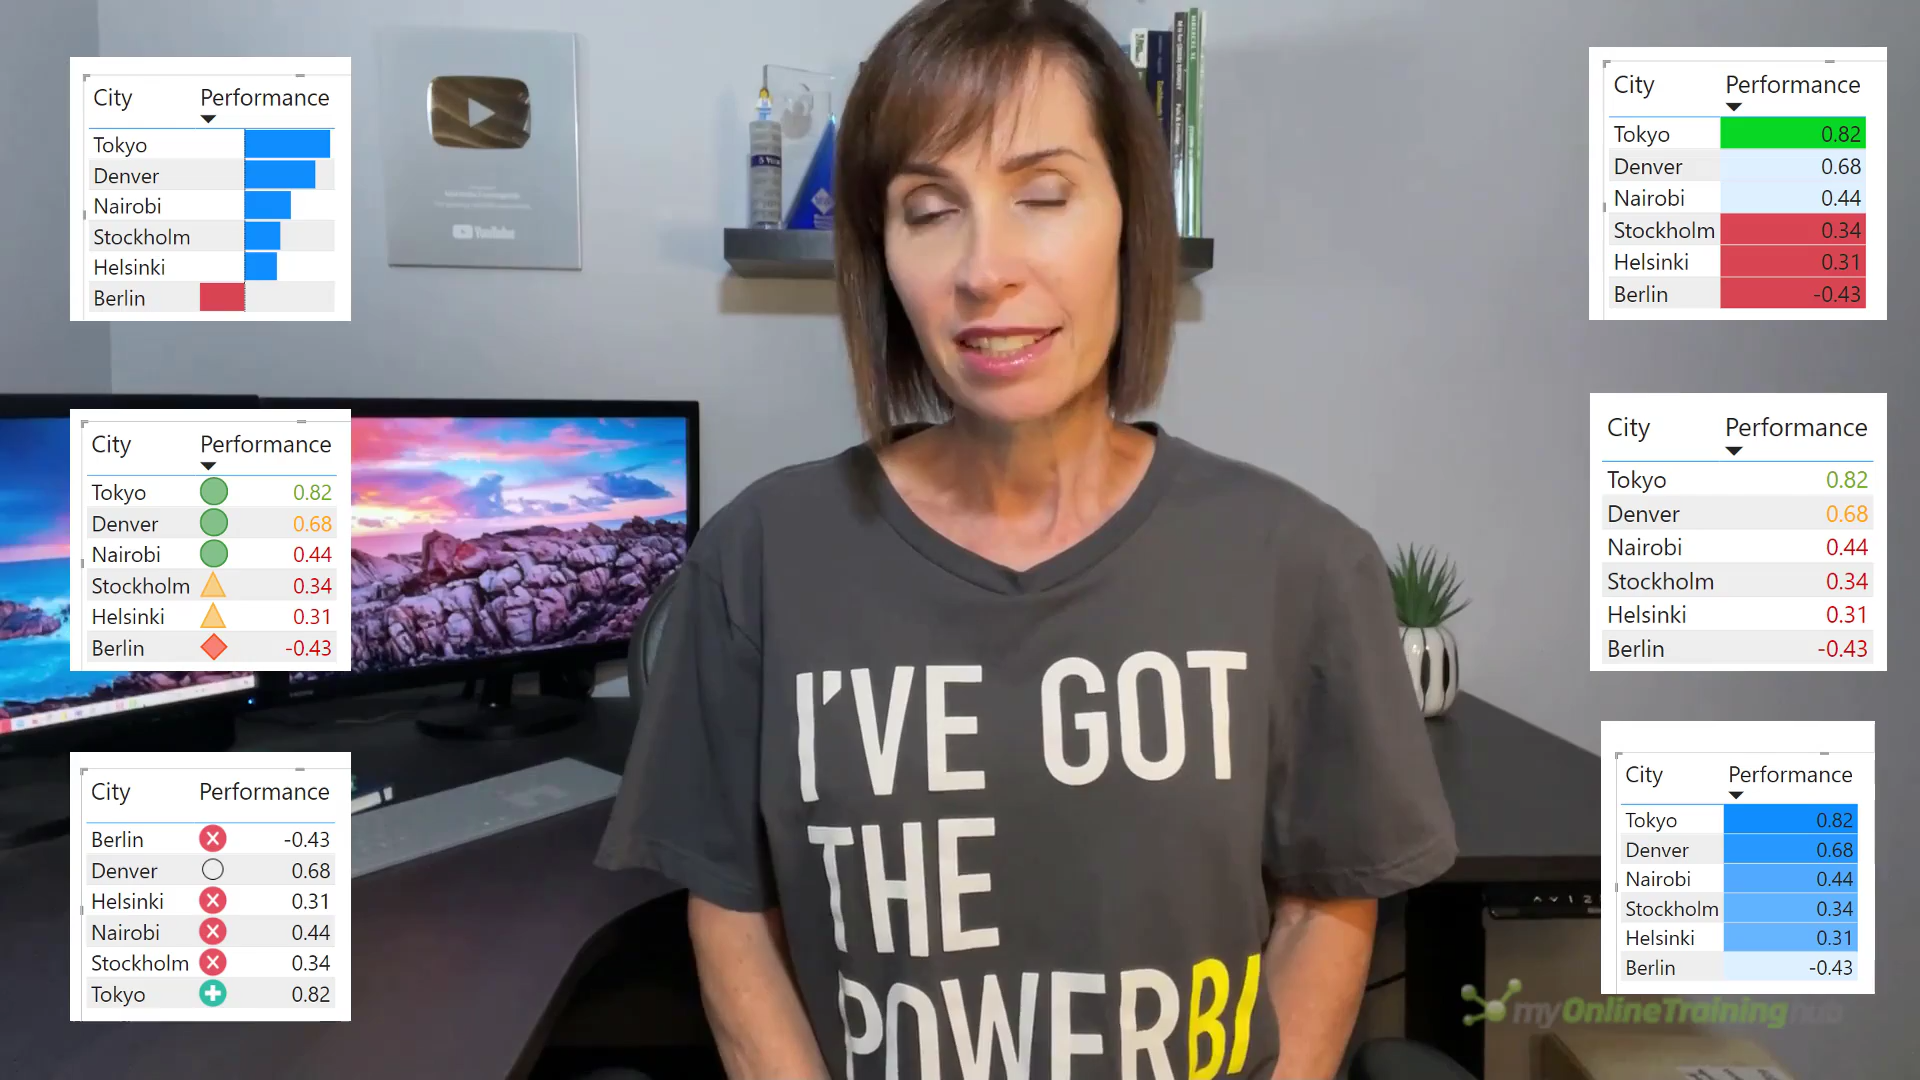 City Performance
Tokyo
Denver
Nairobi
Stockholm
Helsinki
Berlin
City Performance
Tokyo 0.82
Denver 0.68
Nairobi 0.44
Stockholm 0.34
Helsinki 0.31
Berlin -0.43
City Performance
Berlin -0.43
Denver 0.68
Helsinki 0.31
Nairobi 0.44
Stockholm 0.34
Tokyo 0.82
YouTube
I'VE GOT
THE
POWERBI
City Performance
Tokyo 0.82
Denver 0.68
Nairobi 0.44
Stockholm 0.34
Helsinki 0.31
Berlin -0.43
City Performance
Tokyo 0.82
Denver 0.68
Nairobi 0.44
Stockholm 0.34
Helsinki 0.31
Berlin -0.43
City Performance
Tokyo 0.82
Denver 0.68
Nairobi 0.44
Stockholm 0.34
Helsinki 0.31
Berlin -0.43
myOnlineTraininghub